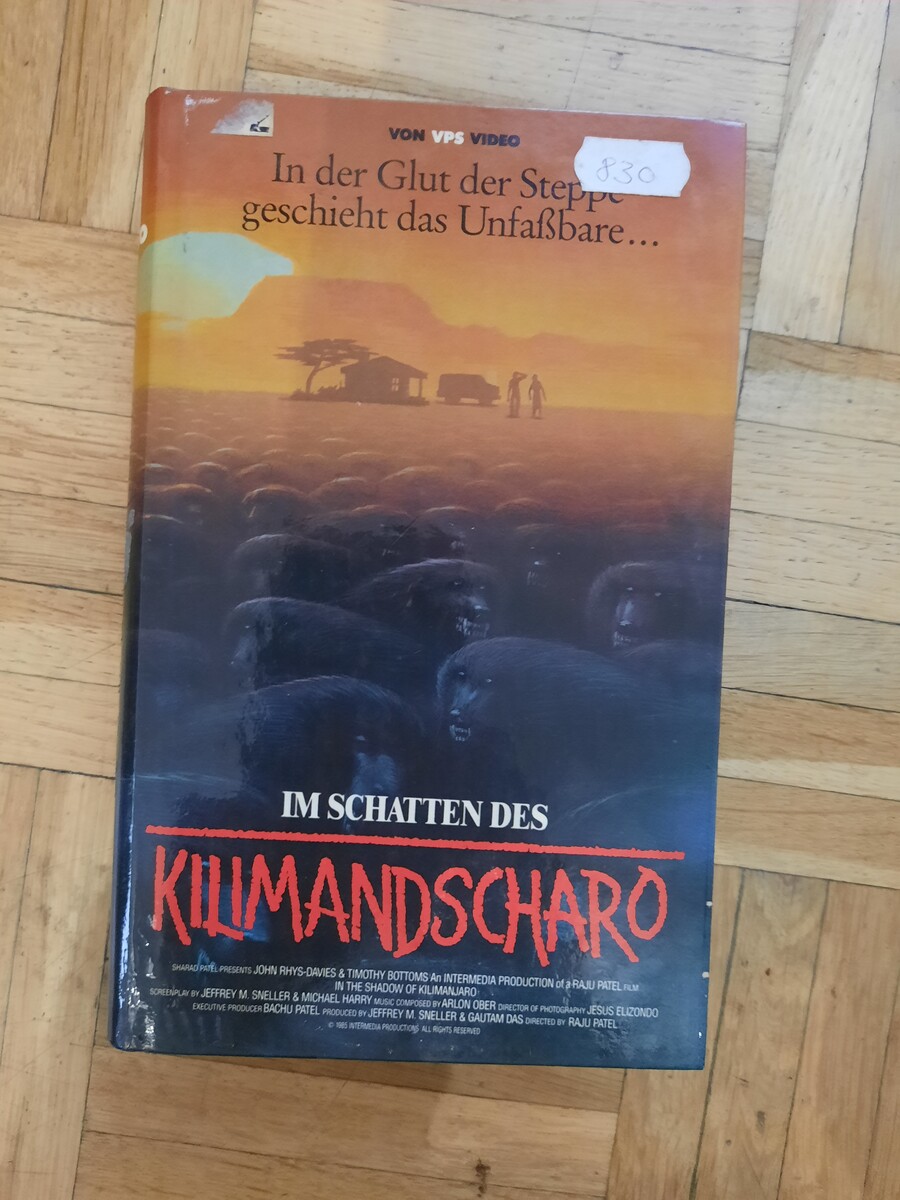 VON VPS VIDEO
830
In der Glut der Steppe
geschieht das Unfaßbare...
IM SCHATTEN DES
KILIMANDSCHARO
SHARAD PATEL PRESENTS JOHN RHYS-DAVIES & TIMOTHY BOTTOMS An INTERMEDIA PRODUCTION of a RAJU PATEL FILM
IN THE SHADOW OF KILIMANJARO
SCREENPLAY BY JEFFREY M. SNELLER & MICHAEL HARRY MUSIC COMPOSED BY ARLON OBER DIRECTOR OF PHOTOGRAPHY JESUS ELIZONDO
EXECUTIVE PRODUCER BACHU PATEL PRODUCED BY JEFFREY M. SNELLER & GAUTAM DAS DIRECTED BY RAJU PATEL
© 1985 INTERMEDIA PRODUCTIONS ALL RIGHTS RESERVED